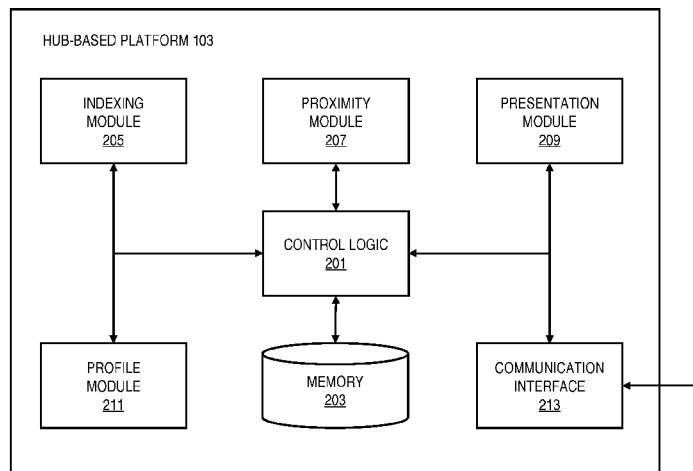 HUB-BASED PLATFORM 103
INDEXING
MODULE
205
PROXIMITY
MODULE
207
PRESENTATION
MODULE
209
CONTROL LOGIC
201
PROFILE
MODULE
211
MEMORY
203
COMMUNICATION
INTERFACE
213